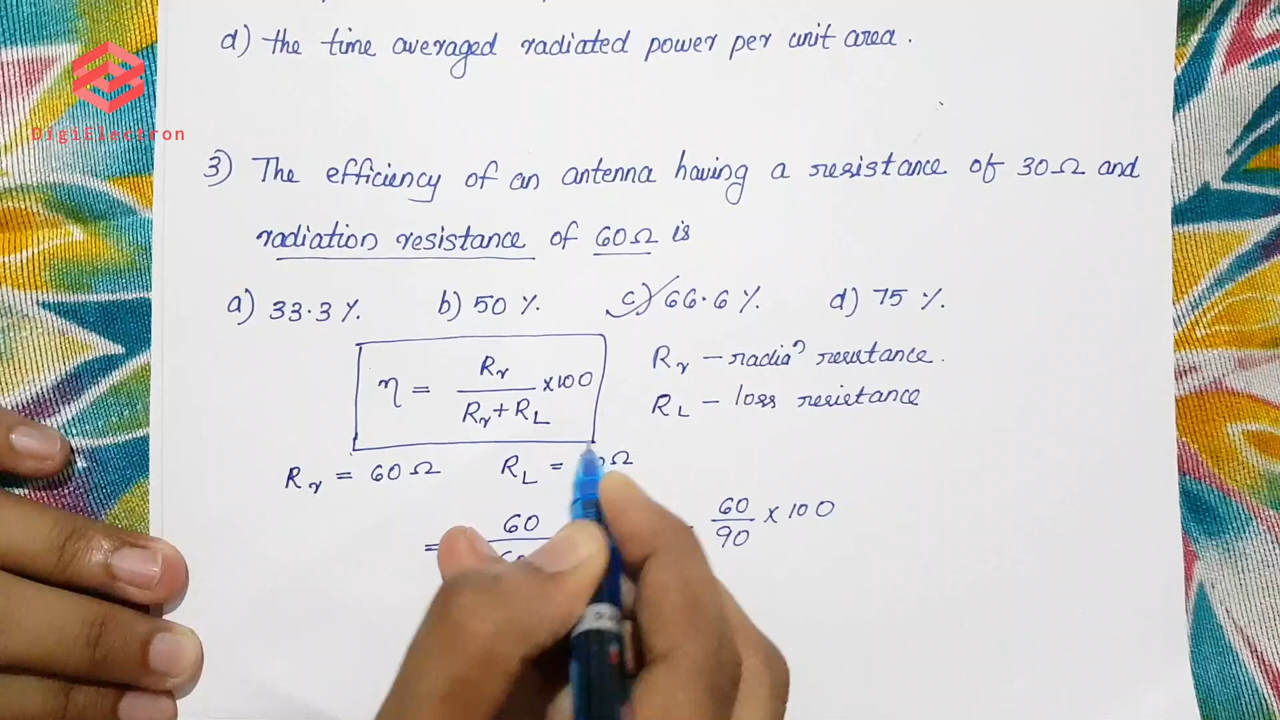 d) the time averaged radiated power per unit area.
DigiElectron
3) The efficiency of an antenna having a resistance of 30Ω and
radiation resistance of 60Ω is
a) 33.3 %. b) 50 %. c) 66.6 %. d) 75 %.
η = Rr / Rr+RL ×100
Rr – radiaⁿ resistance.
RL – loss resistance
Rr = 60Ω RL = 0Ω
= 60 60/90 × 100